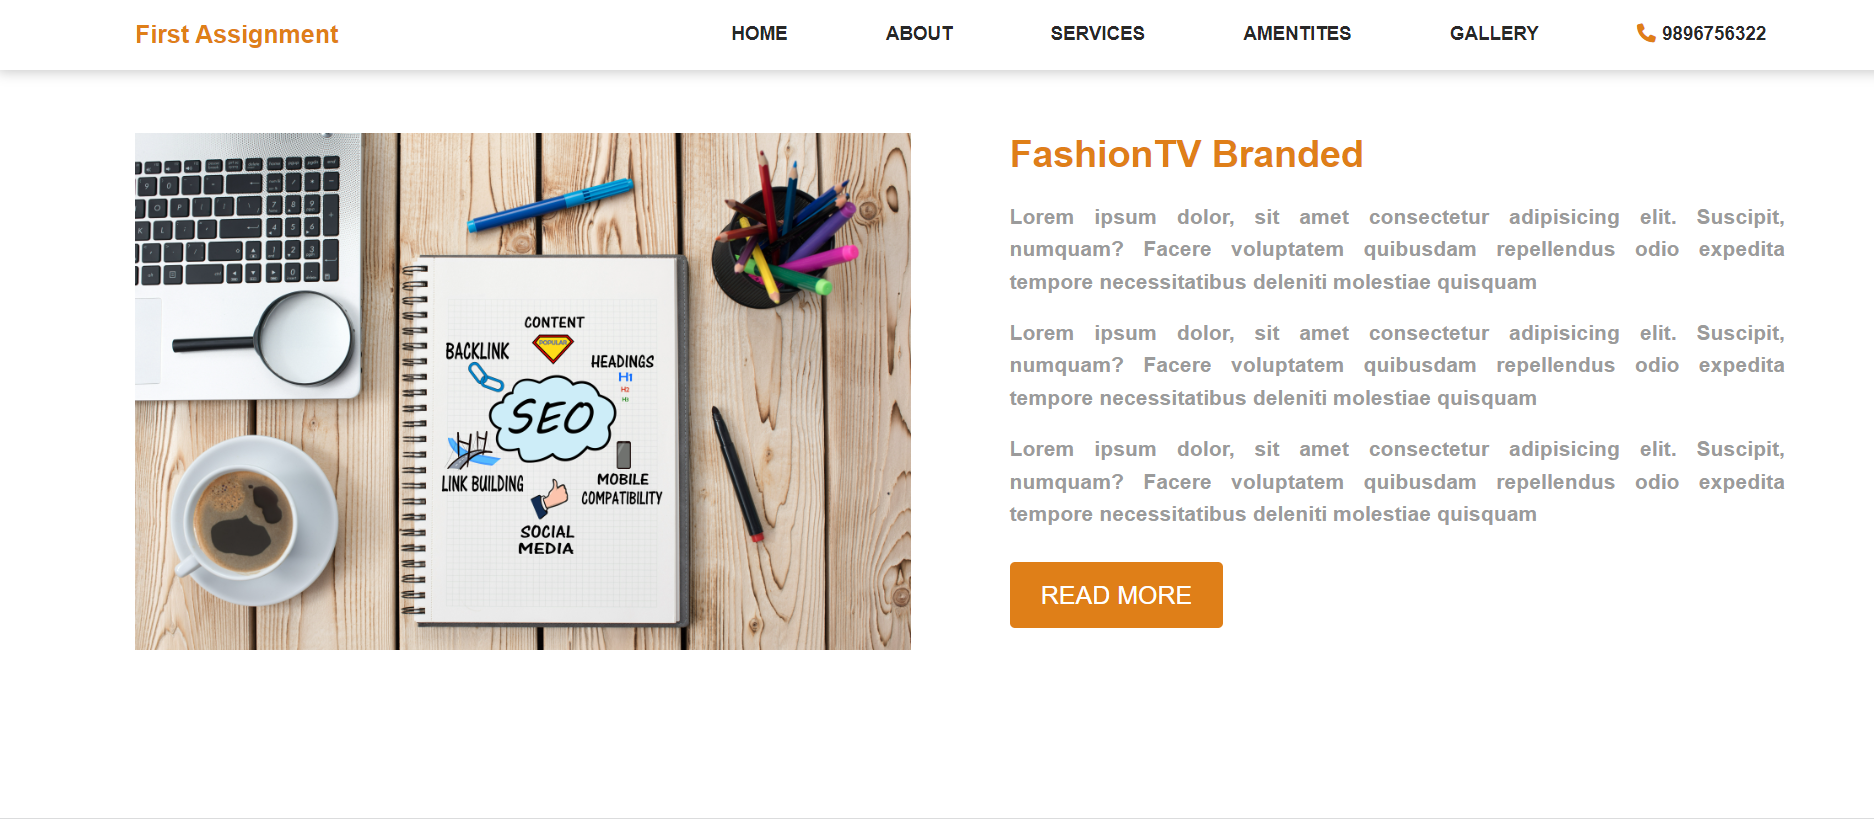 First Assignment
HOME
ABOUT
SERVICES
AMENTITES
GALLERY
9896756322
CONTENT
POPULAR
BACKLINK
HEADINGS
H1
H2
H3
SEO
LINK BUILDING
MOBILE
COMPATIBILITY
SOCIAL
MEDIA
FashionTV Branded
Lorem ipsum dolor, sit amet consectetur adipisicing elit. Suscipit,
numquam? Facere voluptatem quibusdam repellendus odio expedita
tempore necessitatibus deleniti molestiae quisquam
Lorem ipsum dolor, sit amet consectetur adipisicing elit. Suscipit,
numquam? Facere voluptatem quibusdam repellendus odio expedita
tempore necessitatibus deleniti molestiae quisquam
Lorem ipsum dolor, sit amet consectetur adipisicing elit. Suscipit,
numquam? Facere voluptatem quibusdam repellendus odio expedita
tempore necessitatibus deleniti molestiae quisquam
READ MORE